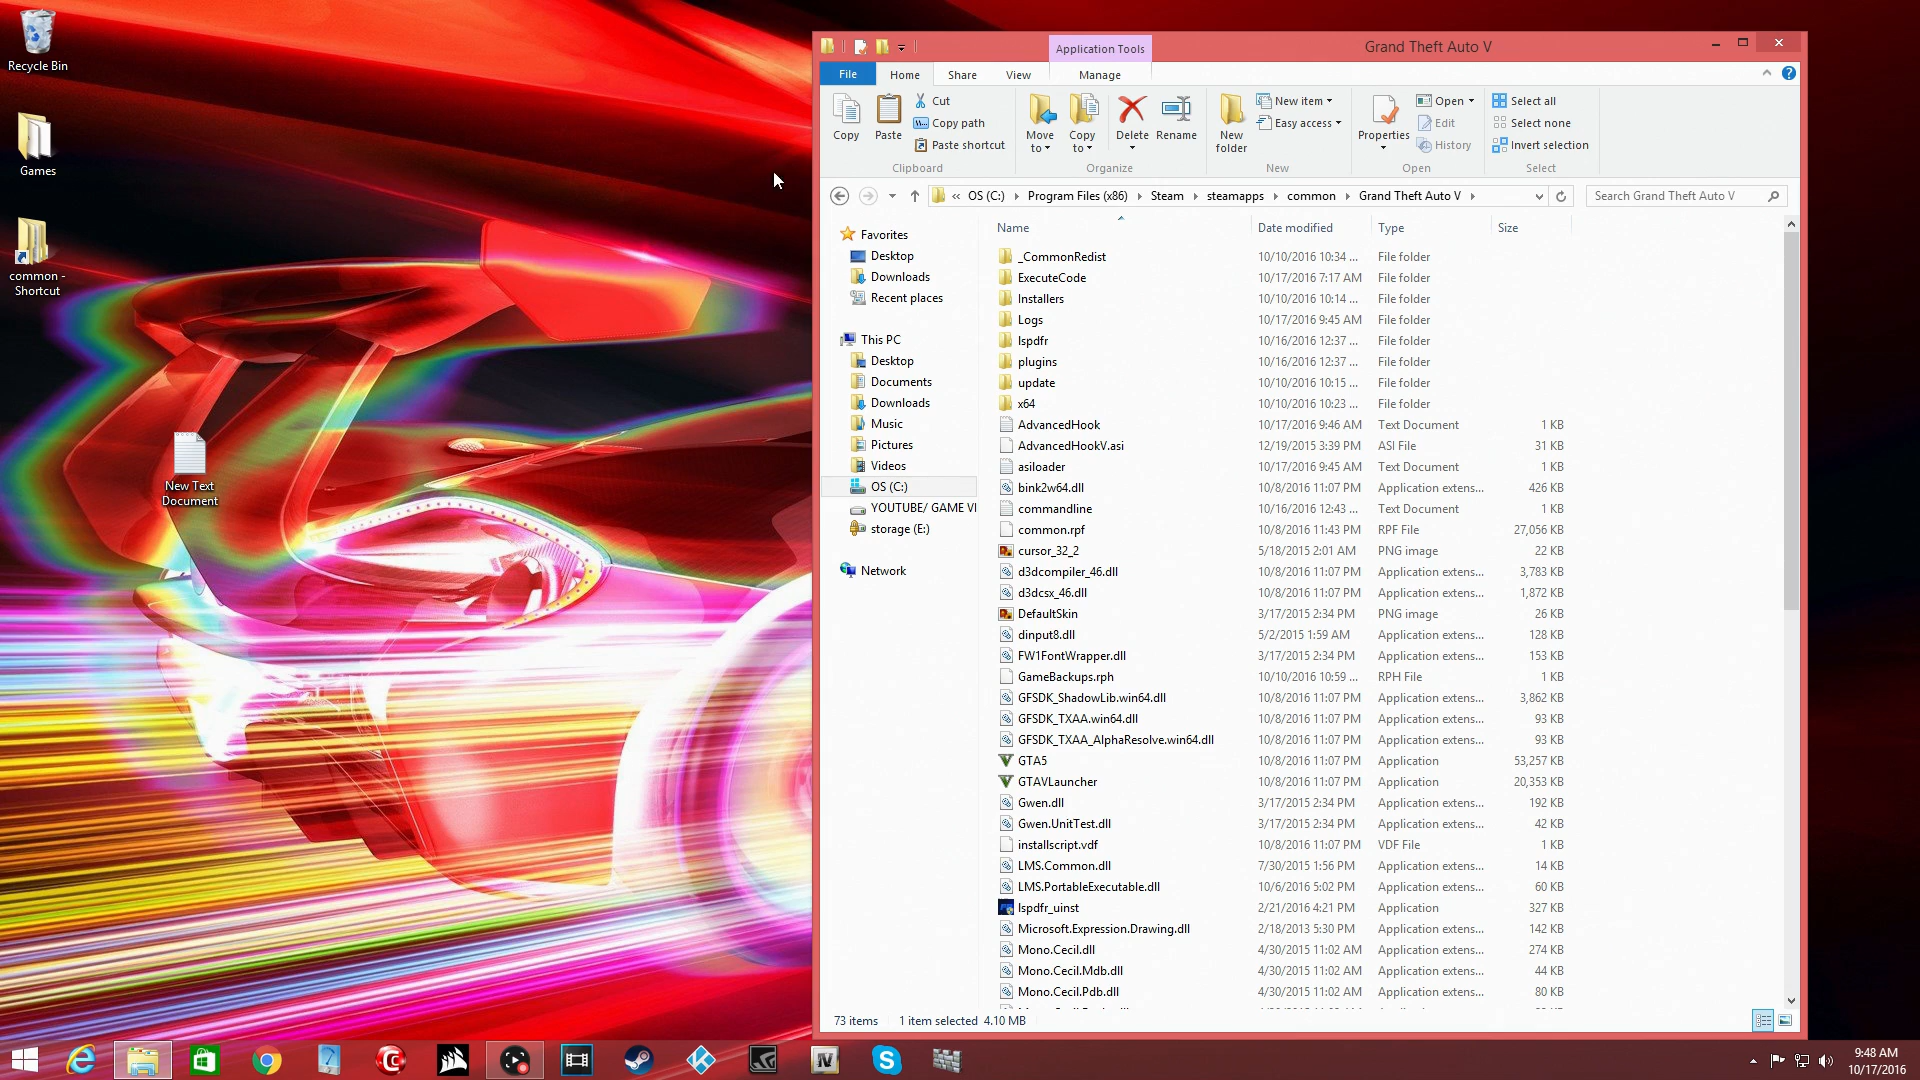 Recycle Bin
Games
common -
Shortcut
New Text
Document
Application Tools
Grand Theft Auto V
File
Home
Share
View
Manage
Copy
Paste
Cut
Copy path
Paste shortcut
Clipboard
Move
to
Copy
to
Delete
Rename
Organize
New
folder
New item
Easy access
New
Properties
Open
Edit
History
Open
Select all
Select none
Invert selection
Select
« OS (C:) Program Files (x86) Steam steamapps common Grand Theft Auto V
Search Grand Theft Auto V
Favorites
Desktop
Downloads
Recent places
This PC
Desktop
Documents
Downloads
Music
Pictures
Videos
OS (C:)
YOUTUBE/ GAME VI
storage (E:)
Network
Name Date modified Type Size
_CommonRedist 10/10/2016 10:34 ... File folder
ExecuteCode 10/17/2016 7:17 AM File folder
Installers 10/10/2016 10:14 ... File folder
Logs 10/17/2016 9:45 AM File folder
lspdfr 10/16/2016 12:37 ... File folder
plugins 10/16/2016 12:37 ... File folder
update 10/10/2016 10:15 ... File folder
x64 10/10/2016 10:23 ... File folder
AdvancedHook 10/17/2016 9:46 AM Text Document 1 KB
AdvancedHookV.asi 12/19/2015 3:39 PM ASI File 31 KB
asiloader 10/17/2016 9:45 AM Text Document 1 KB
bink2w64.dll 10/8/2016 11:07 PM Application extens... 426 KB
commandline 10/16/2016 12:43 ... Text Document 1 KB
common.rpf 10/8/2016 11:43 PM RPF File 27,056 KB
cursor_32_2 5/18/2015 2:01 AM PNG image 22 KB
d3dcompiler_46.dll 10/8/2016 11:07 PM Application extens... 3,783 KB
d3dcsx_46.dll 10/8/2016 11:07 PM Application extens... 1,872 KB
DefaultSkin 3/17/2015 2:34 PM PNG image 26 KB
dinput8.dll 5/2/2015 1:59 AM Application extens... 128 KB
FW1FontWrapper.dll 3/17/2015 2:34 PM Application extens... 153 KB
GameBackups.rph 10/10/2016 10:59 ... RPH File 1 KB
GFSDK_ShadowLib.win64.dll 10/8/2016 11:07 PM Application extens... 3,862 KB
GFSDK_TXAA.win64.dll 10/8/2016 11:07 PM Application extens... 93 KB
GFSDK_TXAA_AlphaResolve.win64.dll 10/8/2016 11:07 PM Application extens... 93 KB
GTA5 10/8/2016 11:07 PM Application 53,257 KB
GTAVLauncher 10/8/2016 11:07 PM Application 20,353 KB
Gwen.dll 3/17/2015 2:34 PM Application extens... 192 KB
Gwen.UnitTest.dll 3/17/2015 2:34 PM Application extens... 42 KB
installscript.vdf 10/8/2016 11:07 PM VDF File 1 KB
LMS.Common.dll 7/30/2015 1:56 PM Application extens... 14 KB
LMS.PortableExecutable.dll 10/6/2016 5:02 PM Application extens... 60 KB
lspdfr_uinst 2/21/2016 4:21 PM Application 327 KB
Microsoft.Expression.Drawing.dll 2/18/2013 5:30 PM Application extens... 142 KB
Mono.Cecil.dll 4/30/2015 11:02 AM Application extens... 274 KB
Mono.Cecil.Mdb.dll 4/30/2015 11:02 AM Application extens... 44 KB
Mono.Cecil.Pdb.dll 4/30/2015 11:02 AM Application extens... 80 KB
73 items 1 item selected 4.10 MB
IV
9:48 AM
10/17/2016